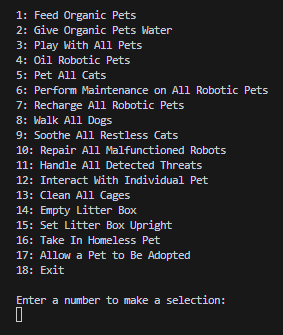 1: Feed Organic Pets
2: Give Organic Pets Water
3: Play With All Pets
4: Oil Robotic Pets
5: Pet All Cats
6: Perform Maintenance on All Robotic Pets
7: Recharge All Robotic Pets
8: Walk All Dogs
9: Soothe All Restless Cats
10: Repair All Malfunctioned Robots
11: Handle All Detected Threats
12: Interact With Individual Pet
13: Clean All Cages
14: Empty Litter Box
15: Set Litter Box Upright
16: Take In Homeless Pet
17: Allow a Pet to Be Adopted
18: Exit
Enter a number to make a selection: